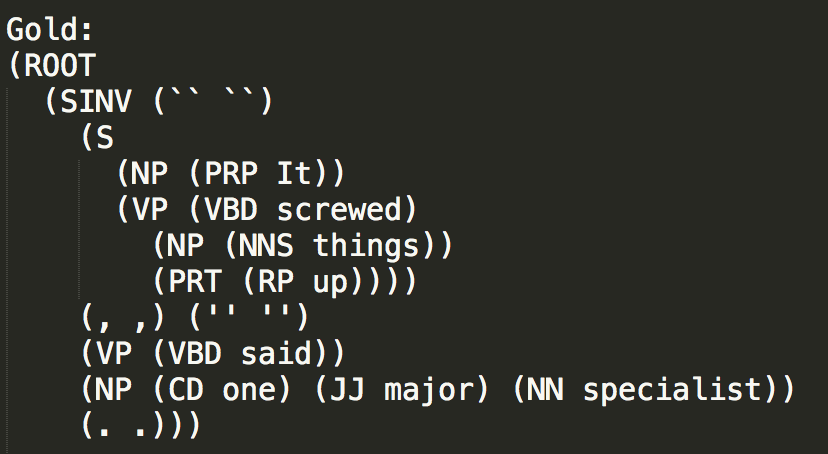 Gold:
(ROOT
(SINV (`` ``)
(S
(NP (PRP It))
(VP (VBD screwed)
(NP (NNS things))
(PRT (RP up))))
(, ,) ('' '')
(VP (VBD said))
(NP (CD one) (JJ major) (NN specialist))
(. .)))